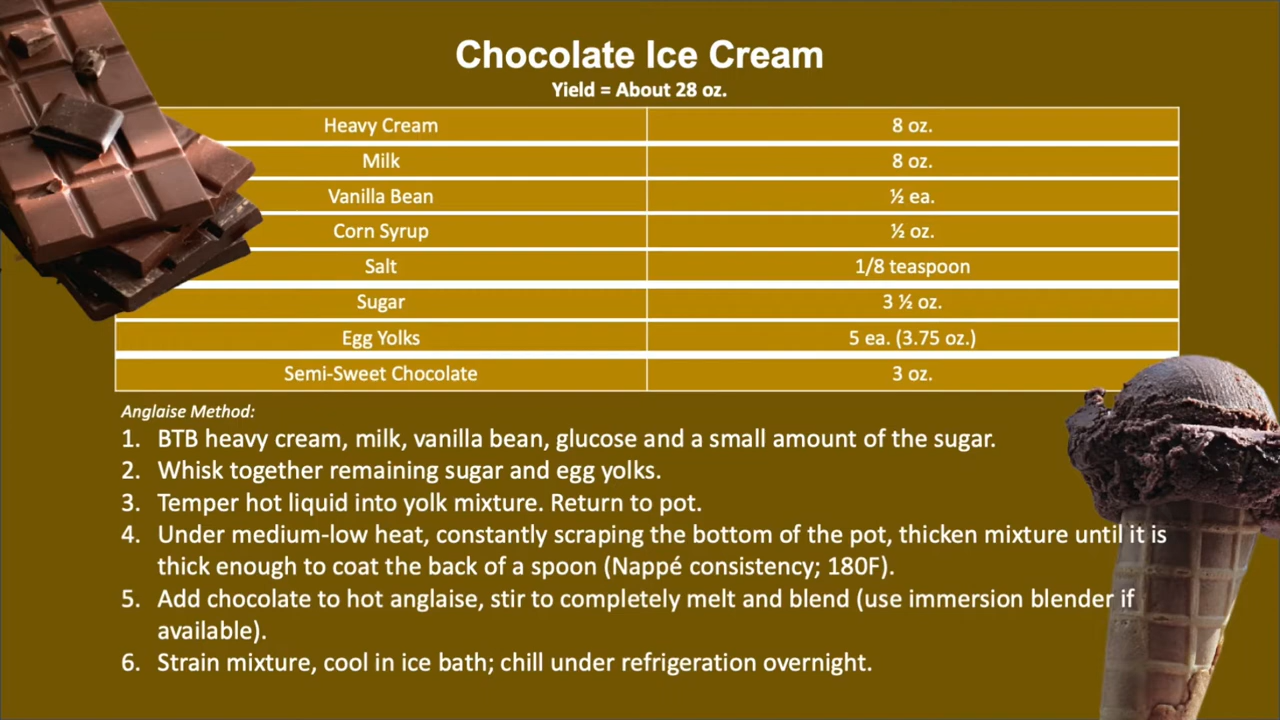 Chocolate Ice Cream
Yield = About 28 oz.
Heavy Cream 8 oz.
Milk 8 oz.
Vanilla Bean ½ ea.
Corn Syrup ½ oz.
Salt 1/8 teaspoon
Sugar 3 ½ oz.
Egg Yolks 5 ea. (3.75 oz.)
Semi-Sweet Chocolate 3 oz.
Anglaise Method:
1. BTB heavy cream, milk, vanilla bean, glucose and a small amount of the sugar.
2. Whisk together remaining sugar and egg yolks.
3. Temper hot liquid into yolk mixture. Return to pot.
4. Under medium-low heat, constantly scraping the bottom of the pot, thicken mixture until it is
thick enough to coat the back of a spoon (Nappé consistency; 180F).
5. Add chocolate to hot anglaise, stir to completely melt and blend (use immersion blender if
available).
6. Strain mixture, cool in ice bath; chill under refrigeration overnight.